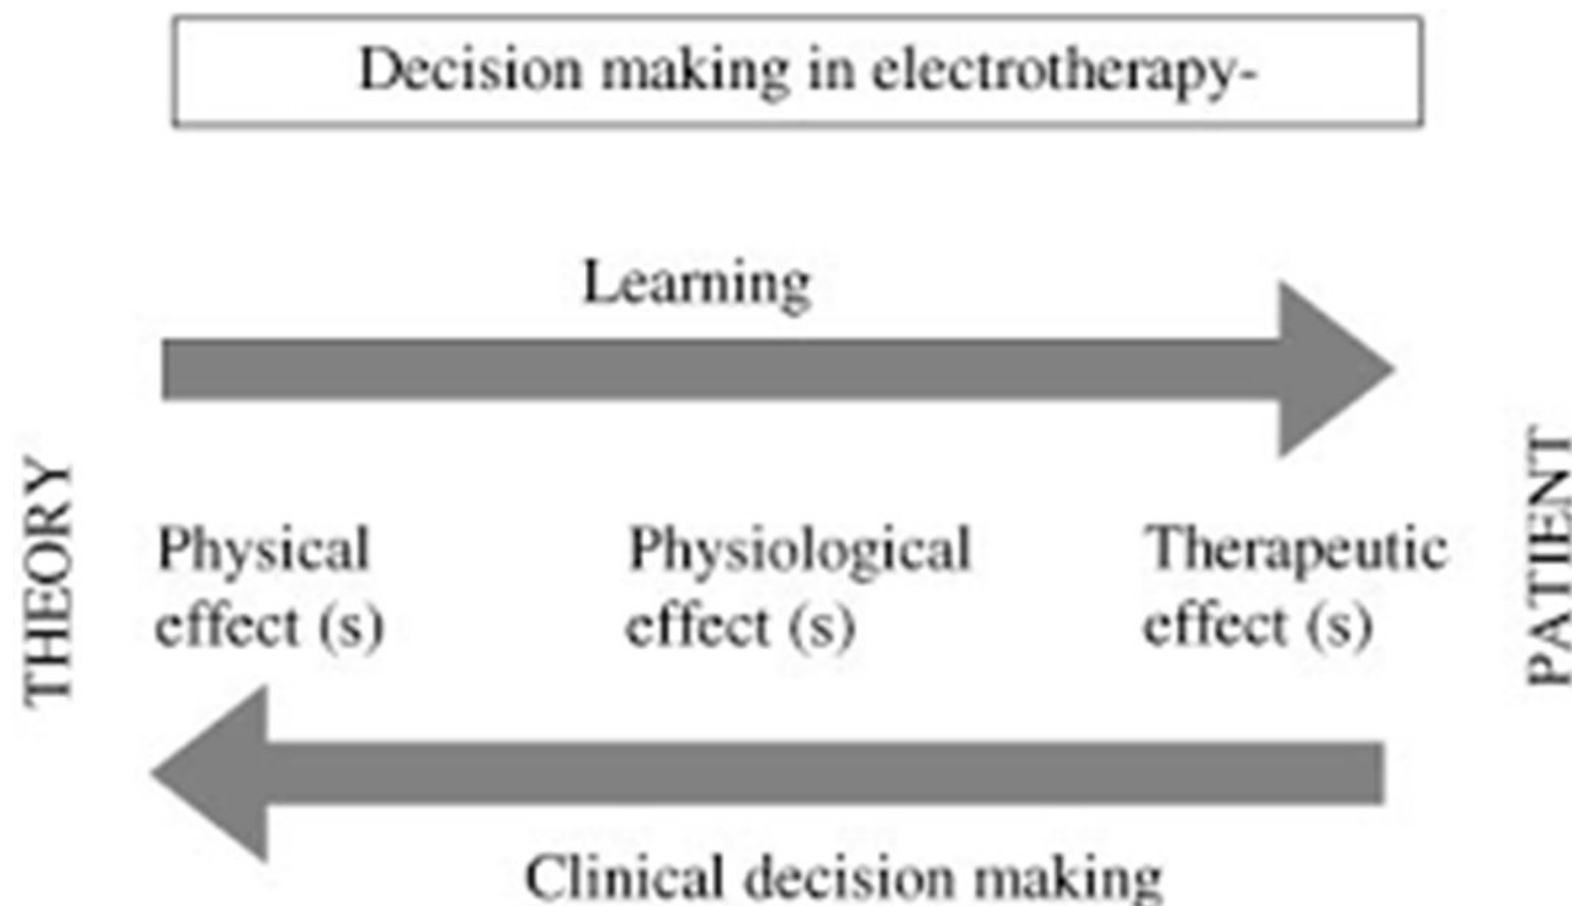 Decision making in electrotherapy-
Learning
THEORY
Physical
effect (s)
Physiological
effect (s)
Therapeutic
effect (s)
PATIENT
Clinical decision making